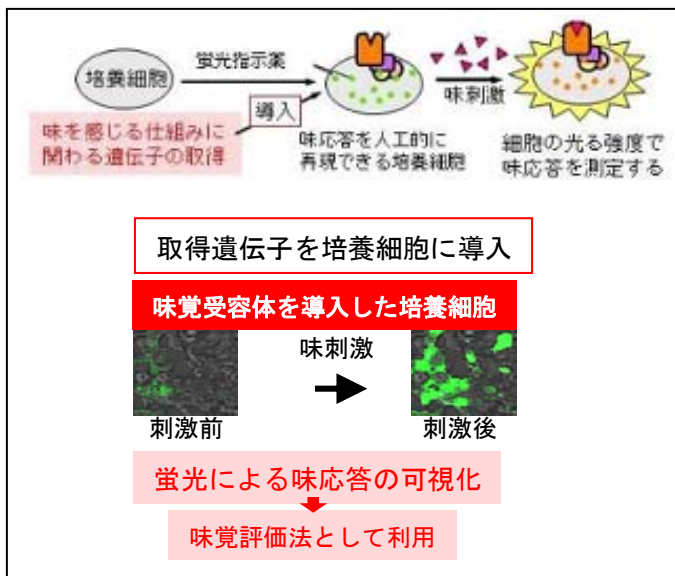 培養細胞
蛍光指示薬
導入
味を感じる仕組みに
関わる遺伝子の取得
味応答を人工的に
再現できる培養細胞
味刺激
細胞の光る強度で
味応答を測定する
取得遺伝子を培養細胞に導入
味覚受容体を導入した培養細胞
味刺激
刺激前
刺激後
蛍光による味応答の可視化
味覚評価法として利用